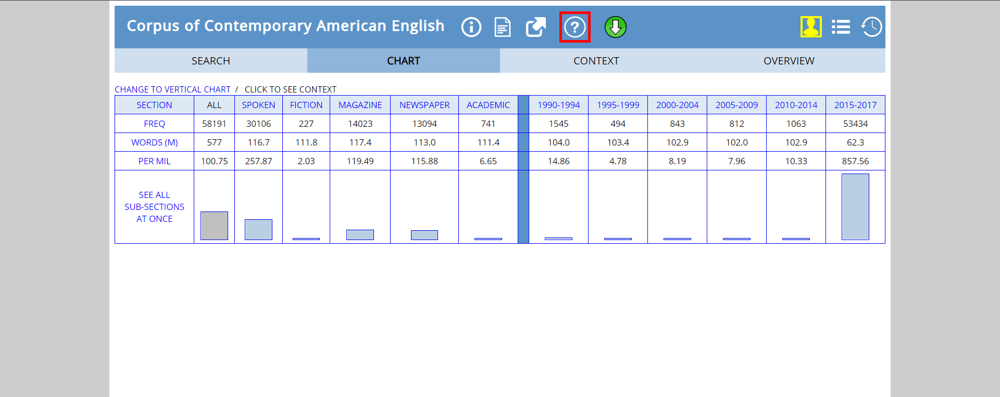 Corpus of Contemporary American English
SEARCH CHART CONTEXT OVERVIEW
CHANGE TO VERTICAL CHART / CLICK TO SEE CONTEXT
SECTION ALL SPOKEN FICTION MAGAZINE NEWSPAPER ACADEMIC 1990-1994 1995-1999 2000-2004 2005-2009 2010-2014 2015-2017
FREQ 58191 30106 227 14023 13094 741 1545 494 843 812 1063 53434
WORDS (M) 577 116.7 111.8 117.4 113.0 111.4 104.0 103.4 102.9 102.0 102.9 62.3
PER MIL 100.75 257.87 2.03 119.49 115.88 6.65 14.86 4.78 8.19 7.96 10.33 857.56
SEE ALL
SUB-SECTIONS
AT ONCE